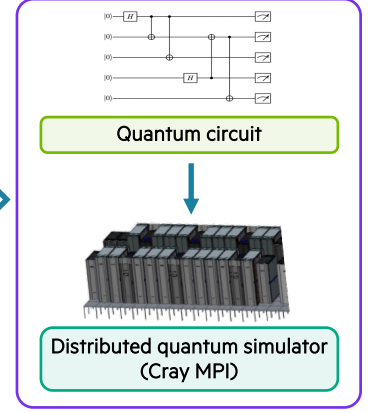 |0⟩ H
|0⟩
|0⟩
|0⟩ H
|0⟩
Quantum circuit
Distributed quantum simulator
(Cray MPI)